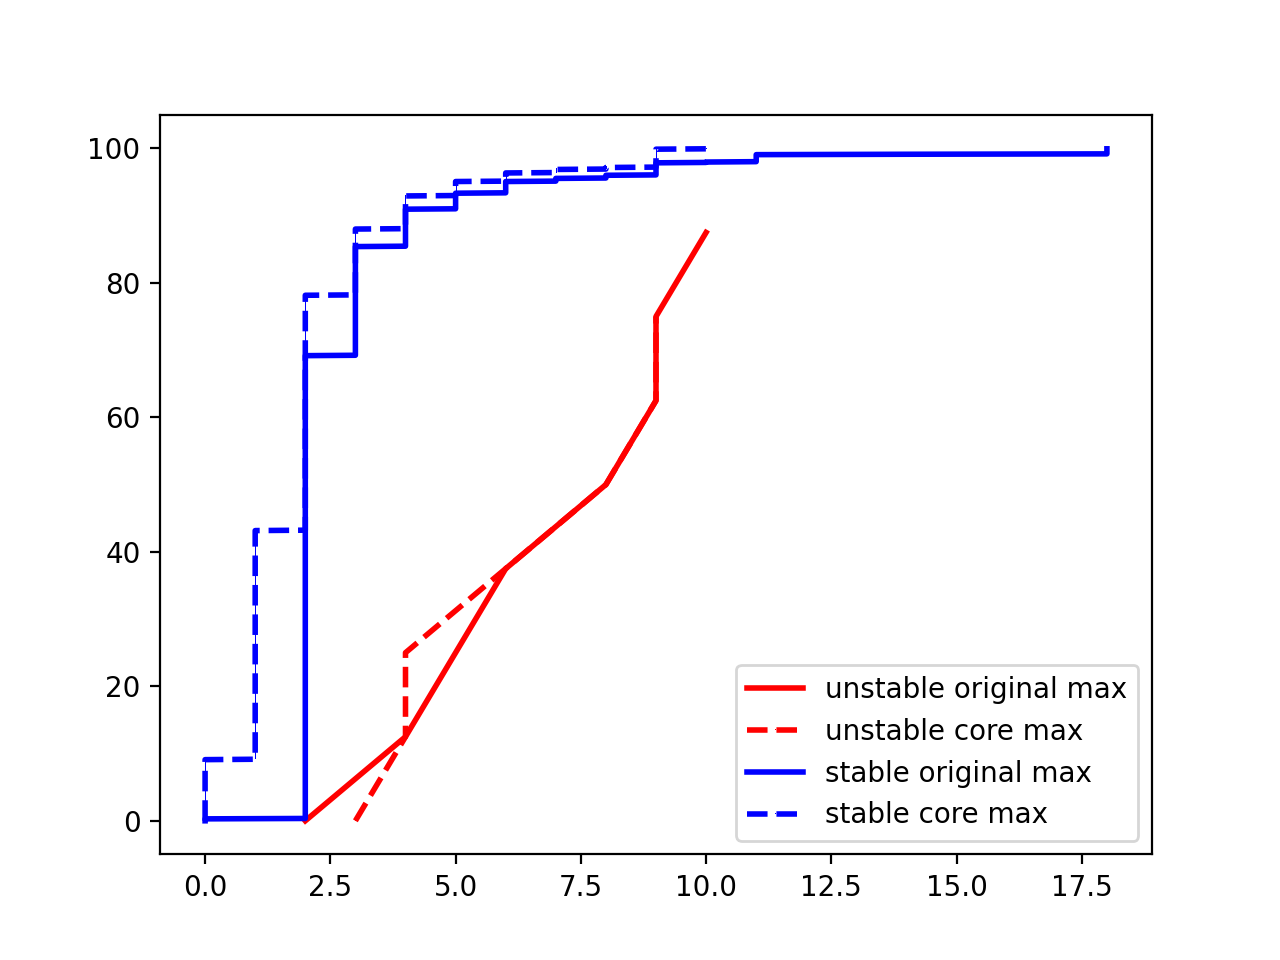 100
80
60
40
20
0
0.0 2.5 5.0 7.5 10.0 12.5 15.0 17.5
unstable original max
unstable core max
stable original max
stable core max